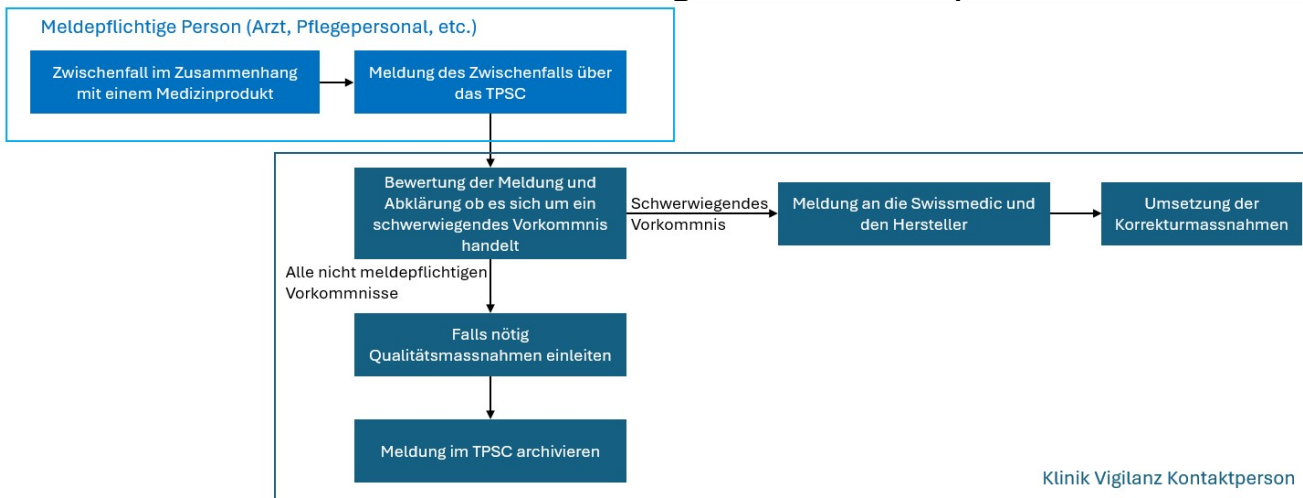 Meldepflichtige Person (Arzt, Pflegepersonal, etc.)
Zwischenfall im Zusammenhang
mit einem Medizinprodukt
Meldung des Zwischenfalls über
das TPSC
Bewertung der Meldung und
Abklärung ob es sich um ein
schwerwiegendes Vorkommnis
handelt
Schwerwiegendes
Vorkommnis
Meldung an die Swissmedic und
den Hersteller
Umsetzung der
Korrekturmassnahmen
Alle nicht meldepflichtigen
Vorkommnisse
Falls nötig
Qualitätsmassnahmen einleiten
Meldung im TPSC archivieren
Klinik Vigilanz Kontaktperson